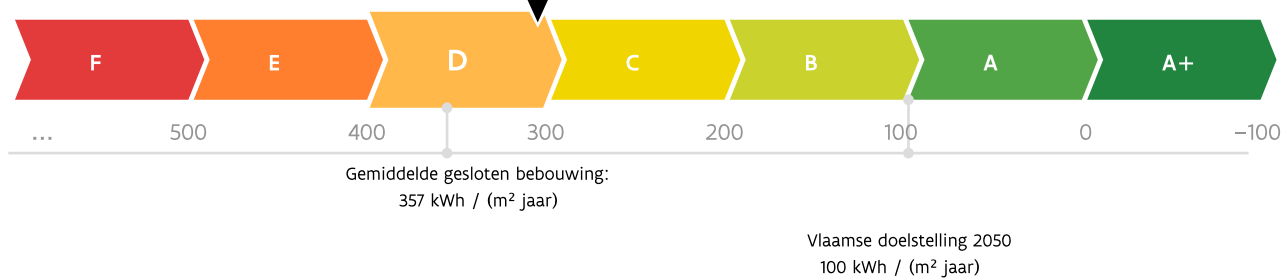 F E D C B A A+
... 500 400 300 200 100 0 −100
Gemiddelde gesloten bebouwing:
357 kWh / (m² jaar)
Vlaamse doelstelling 2050
100 kWh / (m² jaar)